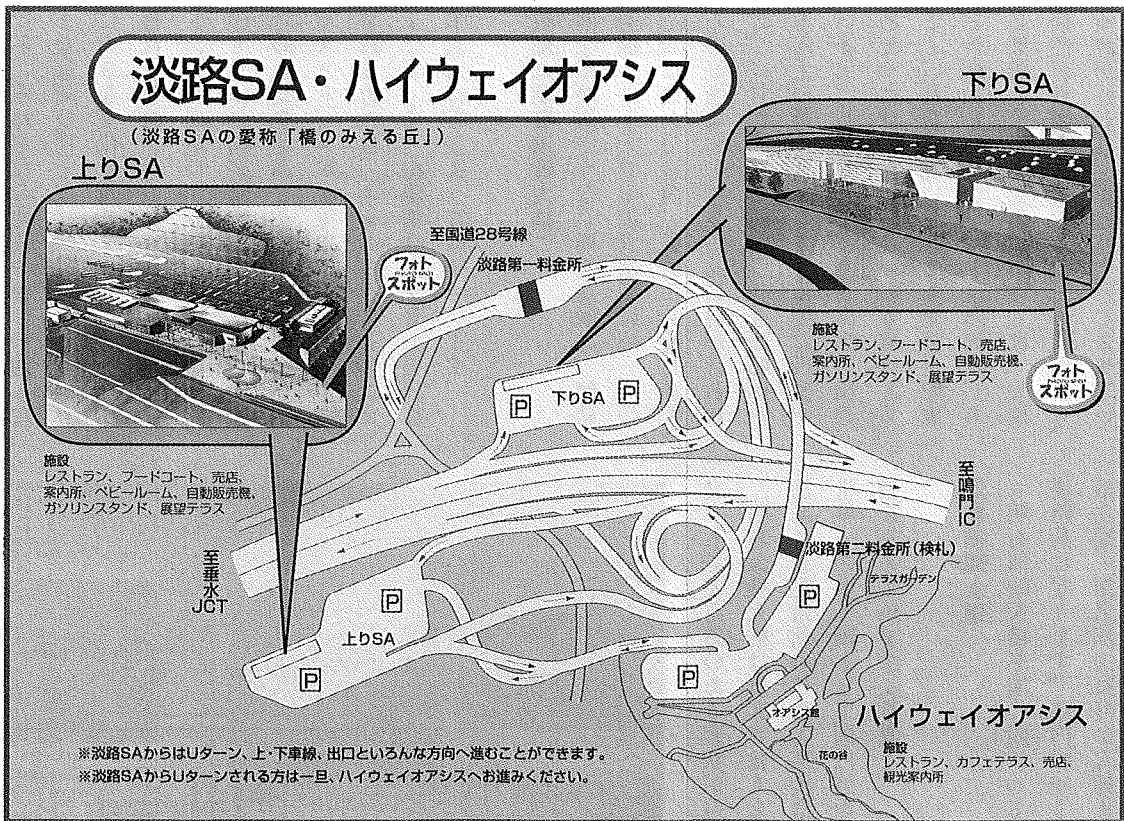 淡路SA・ハイウェイオアシス
(淡路SAの愛称「橋のみえる丘」)
上りSA
下りSA
フォト
スポット
至国道28号線
淡路第一料金所
施設
レストラン、フードコート、売店、
案内所、ベビールーム、自動販売機、
ガソリンスタンド、展望テラス
フォト
スポット
P
下りSA
P
施設
レストラン、フードコート、売店、
案内所、ベビールーム、自動販売機、
ガソリンスタンド、展望テラス
至鳴門IC
至垂水JCT
淡路第二料金所(検札)
テラスガーデン
P
上りSA
P
P
P
オアシス館
ハイウェイオアシス
花の谷
施設
レストラン、カフェテラス、売店、
観光案内所
※淡路SAからはUターン、上・下車線、出口といろんな方向へ進むことができます。
※淡路SAからUターンされる方は一旦、ハイウェイオアシスへお進みください。